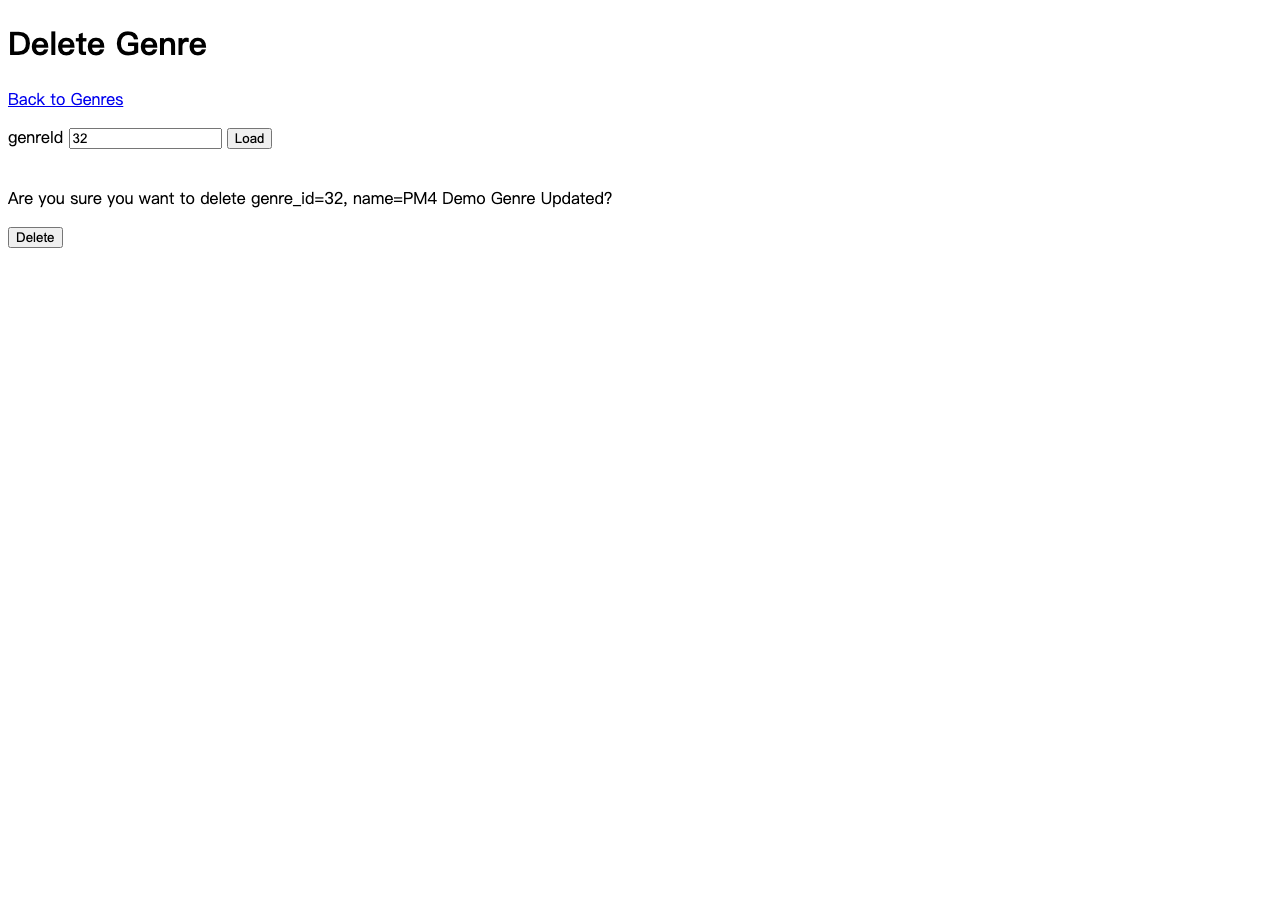 Delete Genre
Back to Genres
genreId 32 Load
Are you sure you want to delete genre_id=32, name=PM4 Demo Genre Updated?
Delete